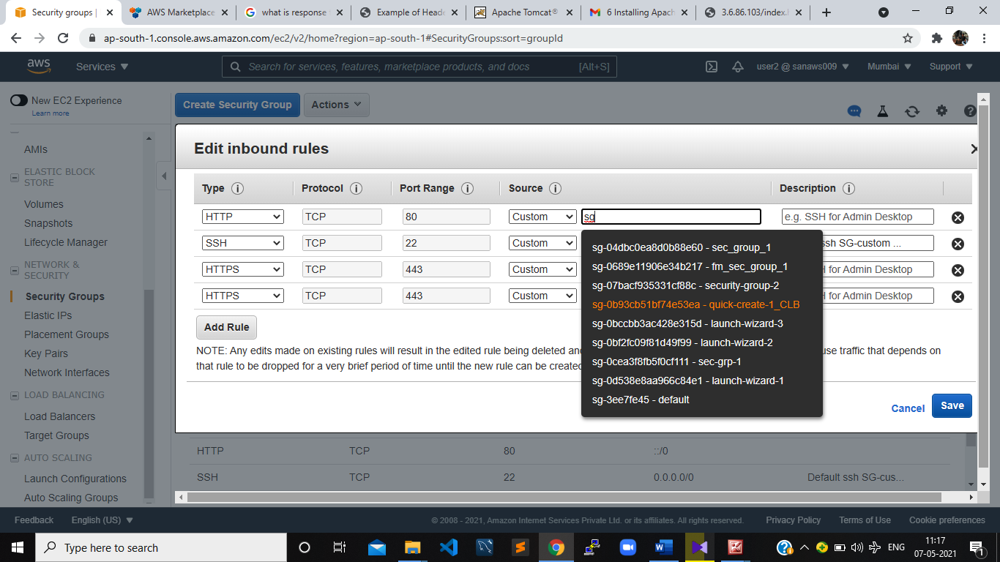 Security groups |
AWS Marketplace
what is response t
Example of Heade
Apache Tomcat®
6 Installing Apach
3.6.86.103/index.h
ap-south-1.console.aws.amazon.com/ec2/v2/home?region=ap-south-1#SecurityGroups:sort=groupId
aws
Services
Search for services, features, marketplace products, and docs
[Alt+S]
user2 @ sanaws009
Mumbai
Support
New EC2 Experience
Learn more
Create Security Group
Actions
AMIs
ELASTIC BLOCK
STORE
Volumes
Snapshots
Lifecycle Manager
NETWORK &
SECURITY
Security Groups
Elastic IPs
Placement Groups
Key Pairs
Network Interfaces
LOAD BALANCING
Load Balancers
Target Groups
AUTO SCALING
Launch Configurations
Auto Scaling Groups
Edit inbound rules
Type Protocol Port Range Source Description
HTTP TCP 80 Custom sg e.g. SSH for Admin Desktop
SSH TCP 22 Custom ssh SG-custom ...
HTTPS TCP 443 Custom H for Admin Desktop
HTTPS TCP 443 Custom H for Admin Desktop
sg-04dbc0ea8d0b88e60 - sec_group_1
sg-0689e11906e34b217 - fm_sec_group_1
sg-07bacf935331cf88c - security-group-2
sg-0b93cb51bf74e53ea - quick-create-1_CLB
sg-0bccbb3ac428e315d - launch-wizard-3
sg-0bf2fc09f81d49f99 - launch-wizard-2
sg-0cea3f8fb5f0cf111 - sec-grp-1
sg-0d538e8aa966c84e1 - launch-wizard-1
sg-3ee7fe45 - default
Add Rule
NOTE: Any edits made on existing rules will result in the edited rule being deleted and use traffic that depends on
that rule to be dropped for a very brief period of time until the new rule can be created
Cancel
Save
HTTP TCP 80 ::/0
SSH TCP 22 0.0.0.0/0 Default ssh SG-cus...
Feedback
English (US)
© 2008 - 2021, Amazon Internet Services Private Ltd. or its affiliates. All rights reserved.
Privacy Policy
Terms of Use
Cookie preferences
Type here to search
ENG
11:17
07-05-2021
1